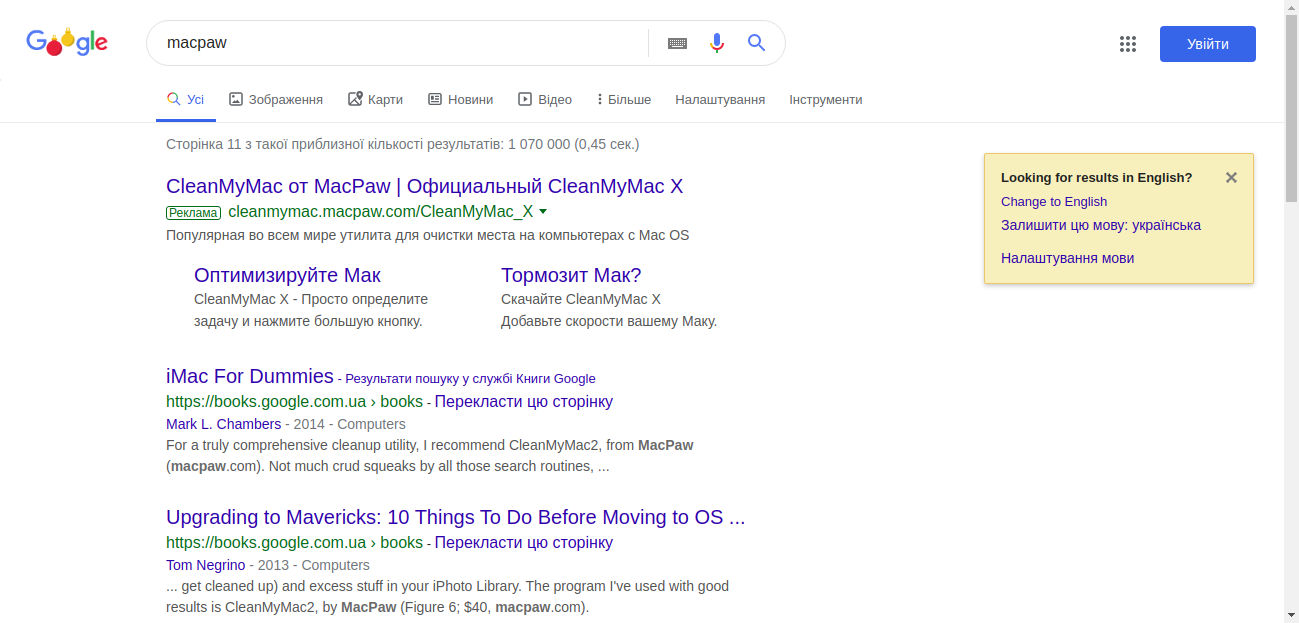 Google
macpaw
Увійти
Усі
Зображення
Карти
Новини
Відео
Більше
Налаштування
Інструменти
Сторінка 11 з такої приблизної кількості результатів: 1 070 000 (0,45 сек.)
CleanMyMac от MacPaw | Официальный CleanMyMac X
Реклама cleanmymac.macpaw.com/CleanMyMac_X
Популярная во всем мире утилита для очистки места на компьютерах с Mac OS
Оптимизируйте Мак
CleanMyMac X - Просто определите
задачу и нажмите большую кнопку.
Тормозит Мак?
Скачайте CleanMyMac X
Добавьте скорости вашему Маку.
iMac For Dummies - Результати пошуку у службі Книги Google
https://books.google.com.ua › books - Перекласти цю сторінку
Mark L. Chambers - 2014 - Computers
For a truly comprehensive cleanup utility, I recommend CleanMyMac2, from MacPaw
(macpaw.com). Not much crud squeaks by all those search routines, ...
Upgrading to Mavericks: 10 Things To Do Before Moving to OS ...
https://books.google.com.ua › books - Перекласти цю сторінку
Tom Negrino - 2013 - Computers
... get cleaned up) and excess stuff in your iPhoto Library. The program I've used with good
results is CleanMyMac2, by MacPaw (Figure 6; $40, macpaw.com).
Looking for results in English?
Change to English
Залишити цю мову: українська
Налаштування мови